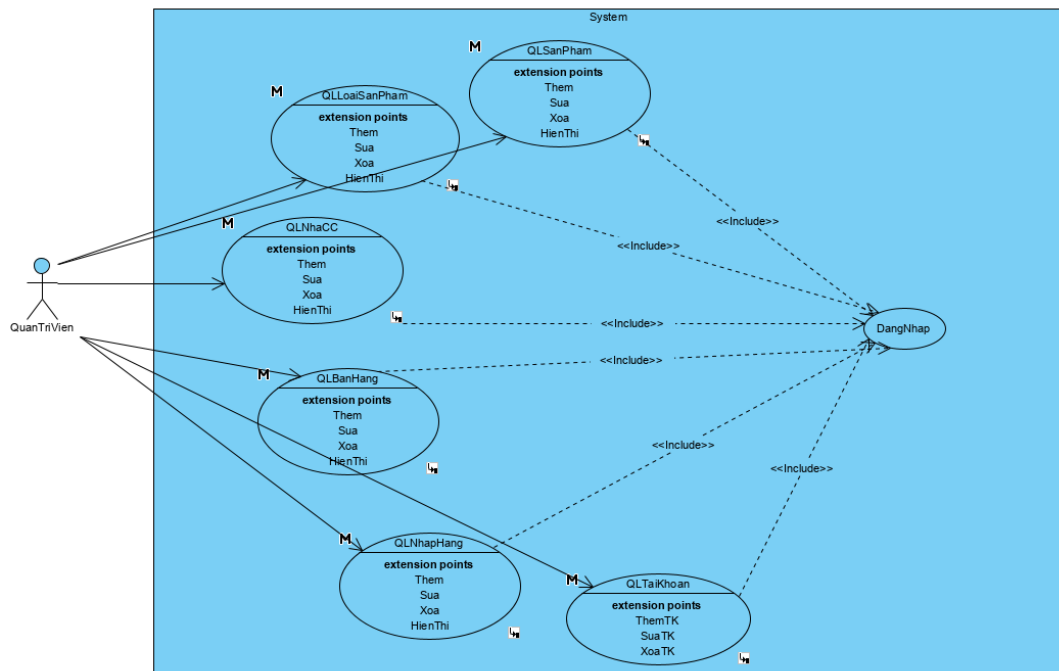 System
QLSanPham
extension points
Them
Sua
Xoa
HienThi
M
QLLoaiSanPham
extension points
Them
Sua
Xoa
HienThi
M
<<Include>>
<<Include>>
QLNhaCC
extension points
Them
Sua
Xoa
HienThi
M
QuanTriVien
DangNhap
<<Include>>
<<Include>>
QLBanHang
extension points
Them
Sua
Xoa
HienThi
M
<<Include>>
<<Include>>
QLNhapHang
extension points
Them
Sua
Xoa
HienThi
M
QLTaiKhoan
extension points
ThemTK
SuaTK
XoaTK
M